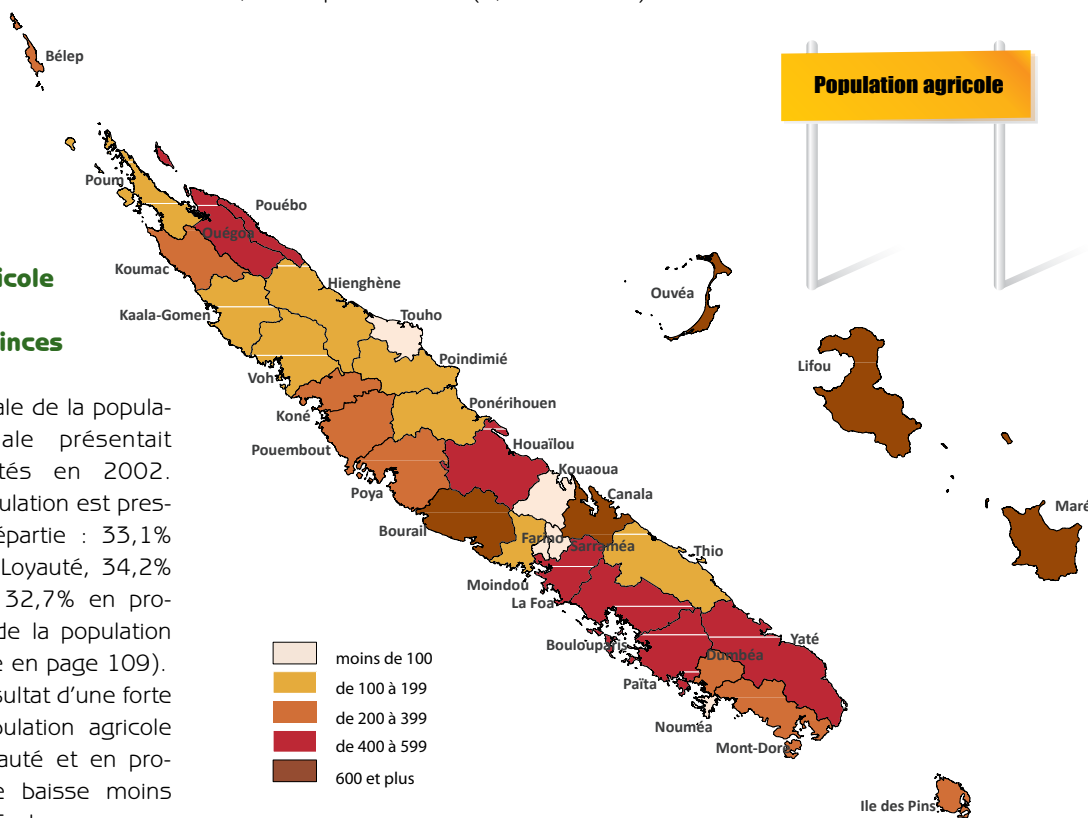 Population agricole
Bélep
Poum
Pouébo
Ouégoa
Koumac
Hienghène
Kaala-Gomen
Touho
Poindimié
Voh
Koné
Ponérihouen
Pouembout
Houaïlou
Kouaoua
Poya
Canala
Bourail
Farino
Sarraméa
Thio
Moindou
La Foa
Boulouparis
Yaté
Dumbéa
Païta
Nouméa
Mont-Dore
Ile des Pins
Ouvéa
Lifou
Maré
icole
inces
ale de la popula-
ale présentait
tés en 2002.
pulation est pres-
épartie : 33,1%
Loyauté, 34,2%
32,7% en pro-
de la population
e en page 109).
sultat d'une forte
pulation agricole
auté et en pro-
e baisse moins
moins de 100
de 100 à 199
de 200 à 399
de 400 à 599
600 et plus